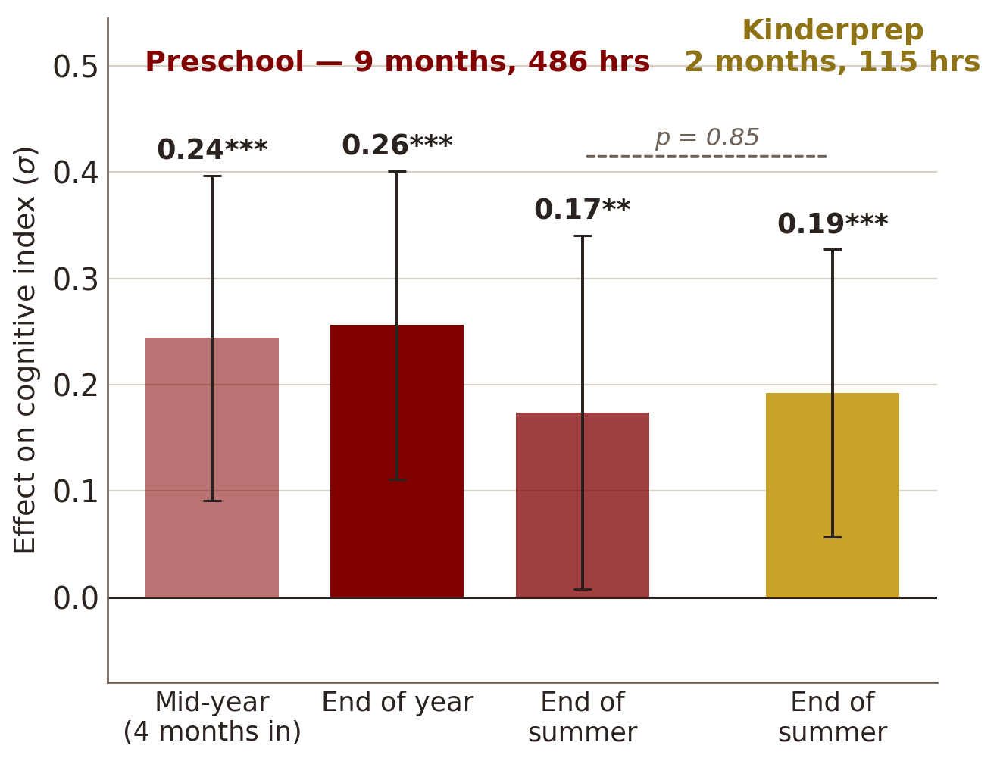 Kinderprep
Preschool — 9 months, 486 hrs
2 months, 115 hrs
0.5
0.4
0.3
0.2
0.1
0.0
Effect on cognitive index (σ)
0.24***
0.26***
0.17**
0.19***
p = 0.85
Mid-year
(4 months in)
End of year
End of
summer
End of
summer